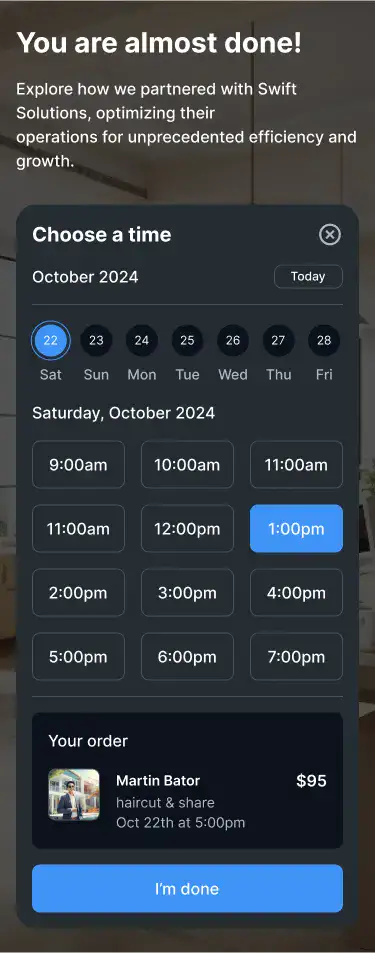 You are almost done!
Explore how we partnered with Swift
Solutions, optimizing their
operations for unprecedented efficiency and
growth.
Choose a time
October 2024
Today
22 23 24 25 26 27 28
Sat Sun Mon Tue Wed Thu Fri
Saturday, October 2024
9:00am 10:00am 11:00am
11:00am 12:00pm 1:00pm
2:00pm 3:00pm 4:00pm
5:00pm 6:00pm 7:00pm
Your order
Martin Bator $95
haircut & share
Oct 22th at 5:00pm
I'm done